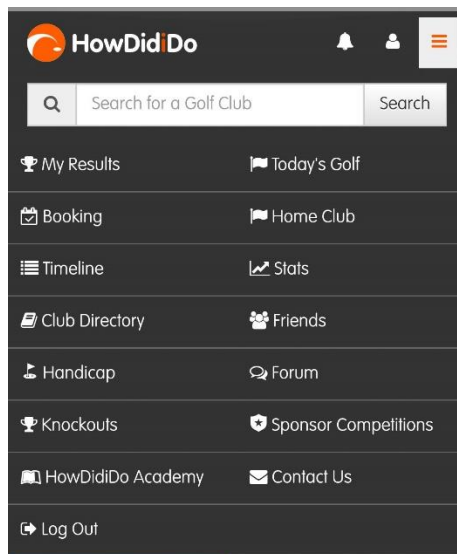 HowDidiDo
Search for a Golf Club Search
My Results Today's Golf
Booking Home Club
Timeline Stats
Club Directory Friends
Handicap Forum
Knockouts Sponsor Competitions
HowDidiDo Academy Contact Us
Log Out